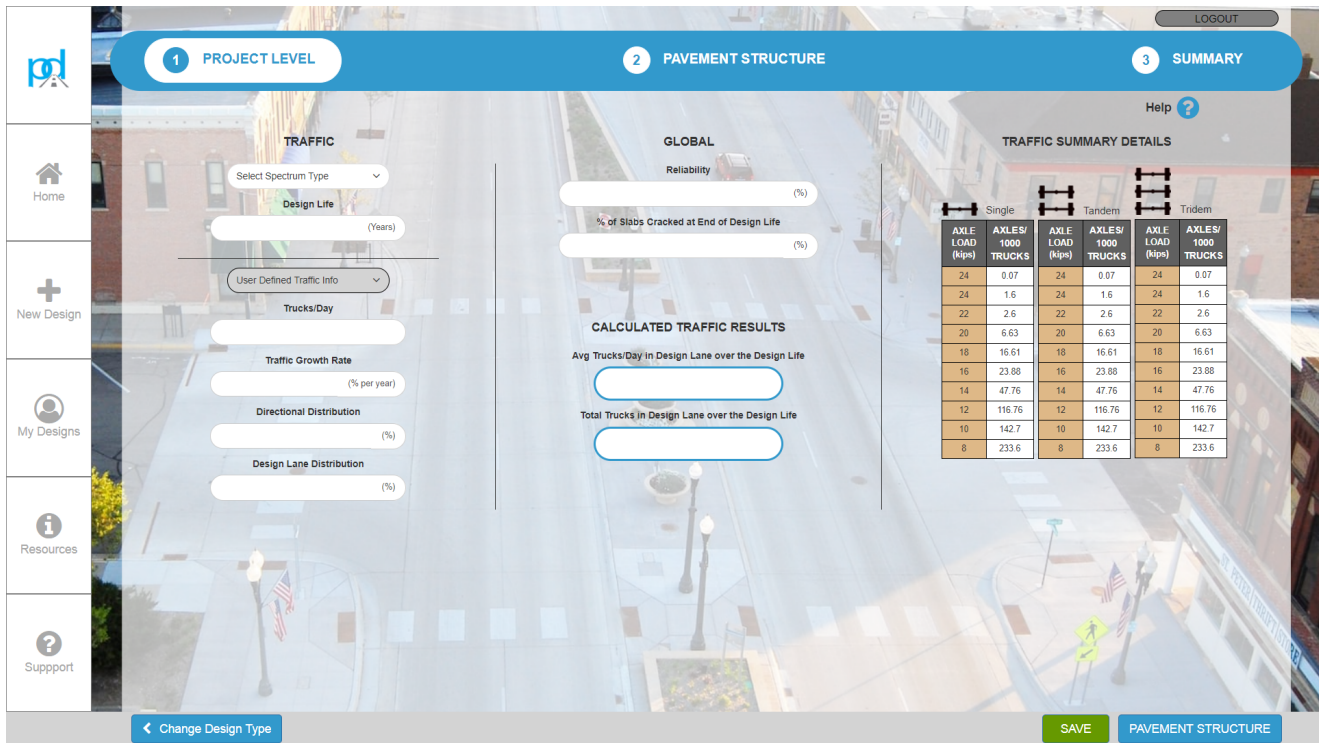 LOGOUT
pd
1 PROJECT LEVEL
2 PAVEMENT STRUCTURE
3 SUMMARY
Help ?
Home
New Design
My Designs
Resources
Suppport
TRAFFIC
Select Spectrum Type
Design Life
(Years)
User Defined Traffic Info
Trucks/Day
Traffic Growth Rate
(% per year)
Directional Distribution
(%)
Design Lane Distribution
(%)
GLOBAL
Reliability
(%)
% of Slabs Cracked at End of Design Life
(%)
CALCULATED TRAFFIC RESULTS
Avg Trucks/Day in Design Lane over the Design Life
Total Trucks in Design Lane over the Design Life
TRAFFIC SUMMARY DETAILS
Single Tandem Tridem
AXLE AXLES/ AXLE AXLES/ AXLE AXLES/
LOAD 1000 LOAD 1000 LOAD 1000
(kips) TRUCKS (kips) TRUCKS (kips) TRUCKS
24 0.07 24 0.07 24 0.07
24 1.6 24 1.6 24 1.6
22 2.6 22 2.6 22 2.6
20 6.63 20 6.63 20 6.63
18 16.61 18 16.61 18 16.61
16 23.88 16 23.88 16 23.88
14 47.76 14 47.76 14 47.76
12 116.76 12 116.76 12 116.76
10 142.7 10 142.7 10 142.7
8 233.6 8 233.6 8 233.6
ST. PETER THRIFT STORE
Change Design Type
SAVE
PAVEMENT STRUCTURE